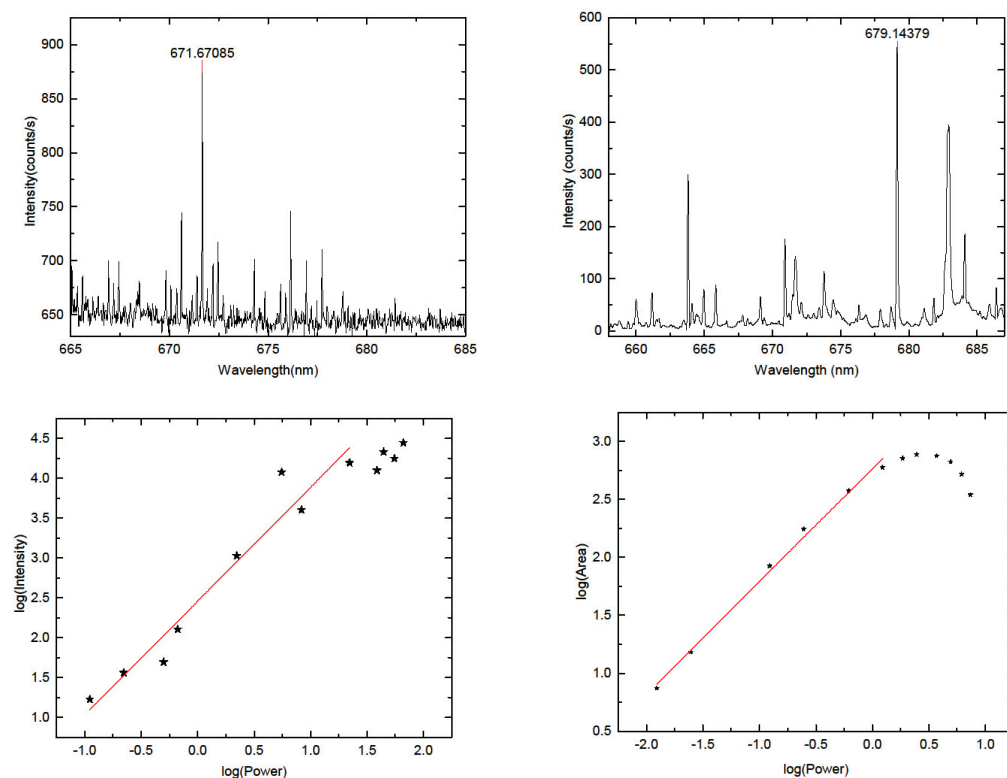 671.67085
900
850
800
750
700
650
665 670 675 680 685
Intensity(counts/s)
Wavelength(nm)
679.14379
600
500
400
300
200
100
0
660 665 670 675 680 685
Intensity (counts/s)
Wavelength (nm)
4.5
4.0
3.5
3.0
2.5
2.0
1.5
1.0
-1.0 -0.5 0.0 0.5 1.0 1.5 2.0
log(Intensity)
log(Power)
3.0
2.5
2.0
1.5
1.0
0.5
-2.0 -1.5 -1.0 -0.5 0.0 0.5 1.0
log(Area)
log(Power)